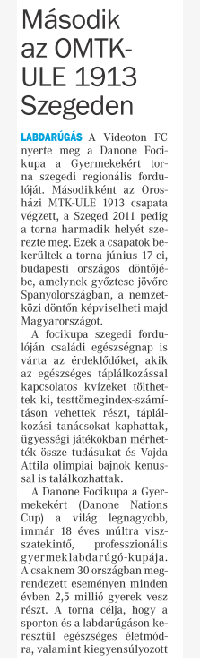 Második
az OMTK-
ULE 1913
Szegeden
LABDARÚGÁS A Videoton FC
nyerte meg a Danone Foci-
kupa a Gyermekekért tor-
na szegedi regionális fordu-
lóját. Másodikként az Oros-
házi MTK-ULE 1913 csapata
végzett, a Szeged 2011 pedig
a torna harmadik helyét sze-
rezte meg. Ezek a csapatok be-
kerültek a torna június 17-ei,
budapesti országos döntőjé-
be, amelynek győztese jövőre
Spanyolországban, a nemzet-
közi döntőn képviselheti majd
Magyarországot.
A focikupa szegedi fordu-
lóján családi egészségnap is
várta az érdeklődőket, akik
az egészséges táplálkozással
kapcsolatos kvízeket tölthet-
tek ki, testtömegindex-számí-
táson vehettek részt, táplál-
kozási tanácsokat kaphattak,
ügyességi játékokban mérhet-
ték össze tudásukat és Vajda
Attila olimpiai bajnok kenus-
sal is találkozhattak.
A Danone Focikupa a Gyer-
mekekért (Danone Nations
Cup) a világ legnagyobb,
immár 18 éves múltra visz-
szatekintő, professzionális
gyermeklabdarúgó-kupája.
A csaknem 30 országban meg-
rendezett eseményen minden
évben 2,5 millió gyerek vesz
részt. A torna célja, hogy a
sporton és a labdarúgáson ke-
resztül egészséges életmód-
ra, valamint kiegyensúlyozott